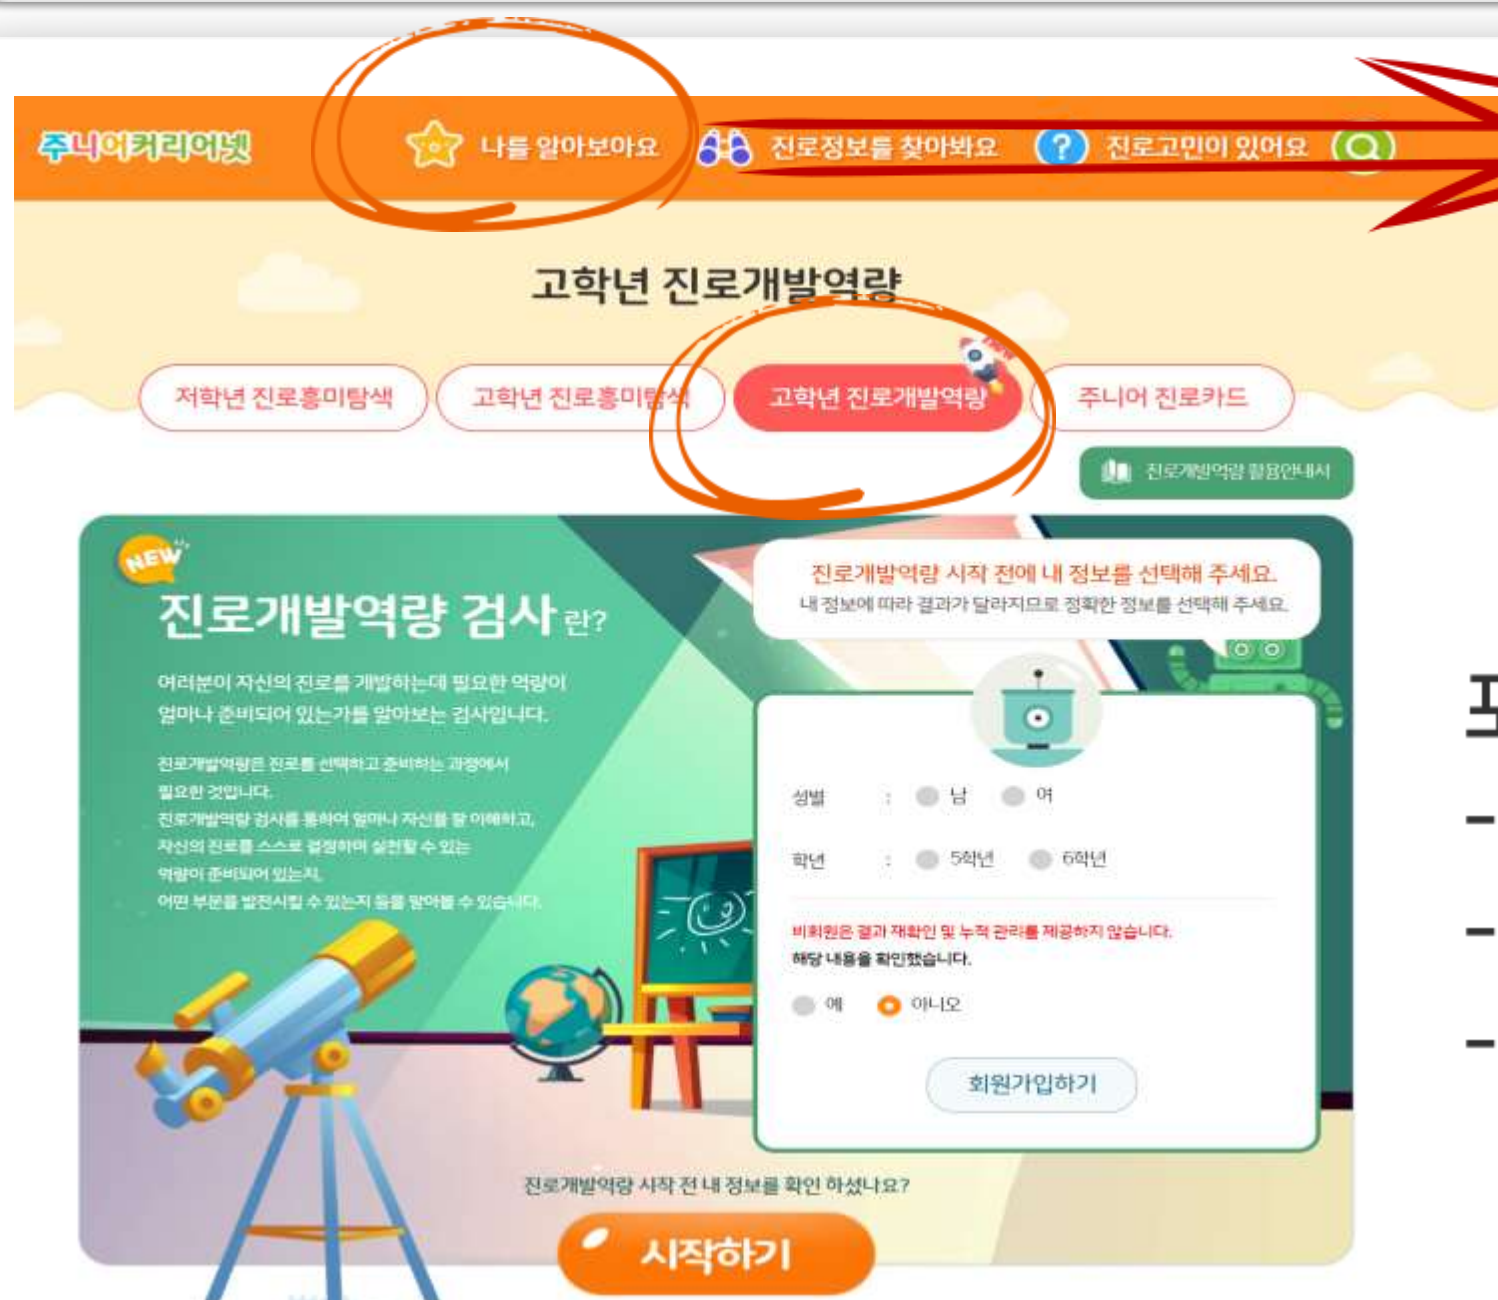 주니어커리어넷
나를 알아보아요
진로정보를 찾아봐요
?
진로고민이 있어요
고학년 진로개발역량
저학년 진로흥미탐색
고학년 진로흥미탐색
고학년 진로개발역량
주니어 진로카드
진로개발역량 활용안내서
NEW
진로개발역량 검사란?
여러분이 자신의 진로를 개발하는데 필요한 역량이
얼마나 준비되어 있는가를 알아보는 검사입니다.
진로개발역량은 진로를 선택하고 준비하는 과정에서
필요한 것입니다.
진로개발역량 검사를 통하여 얼마나 자신을 잘 이해하고,
자신의 진로를 스스로 결정하며 실천할 수 있는
역량이 준비되어 있는지,
어떤 부분을 발전시킬 수 있는지 등을 알아볼 수 있습니다.
진로개발역량 시작 전에 내 정보를 선택해 주세요.
내 정보에 따라 결과가 달라지므로 정확한 정보를 선택해 주세요.
성별 : 남 여
학년 : 5학년 6학년
비회원은 결과 재확인 및 누적 관리를 제공하지 않습니다.
해당 내용을 확인했습니다.
예 아니오
회원가입하기
진로개발역량 시작 전 내 정보를 확인 하셨나요?
시작하기
-
-
-